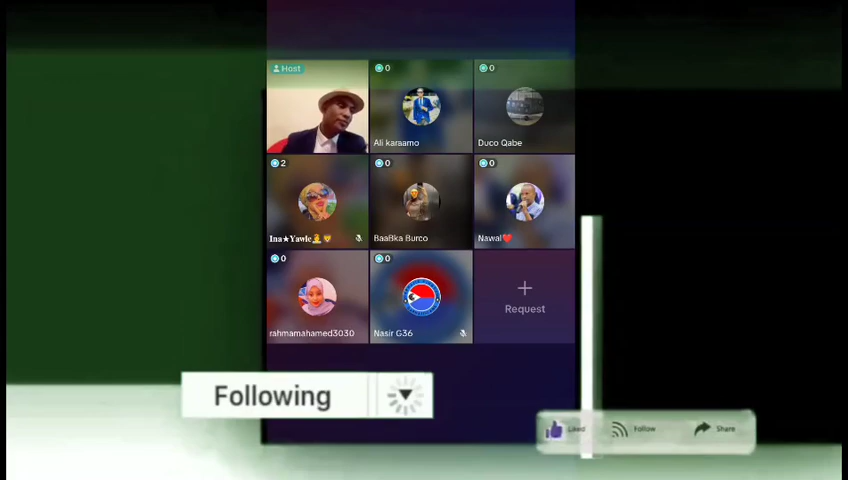 Host
0
0
Ali karaamo
Duco Qabe
2
0
0
Ina★Yawle
BaaBka Burco
Nawal❤️
0
0
Request
rahmamahamed3030
Nasir G36
Following
Liked
Follow
Share